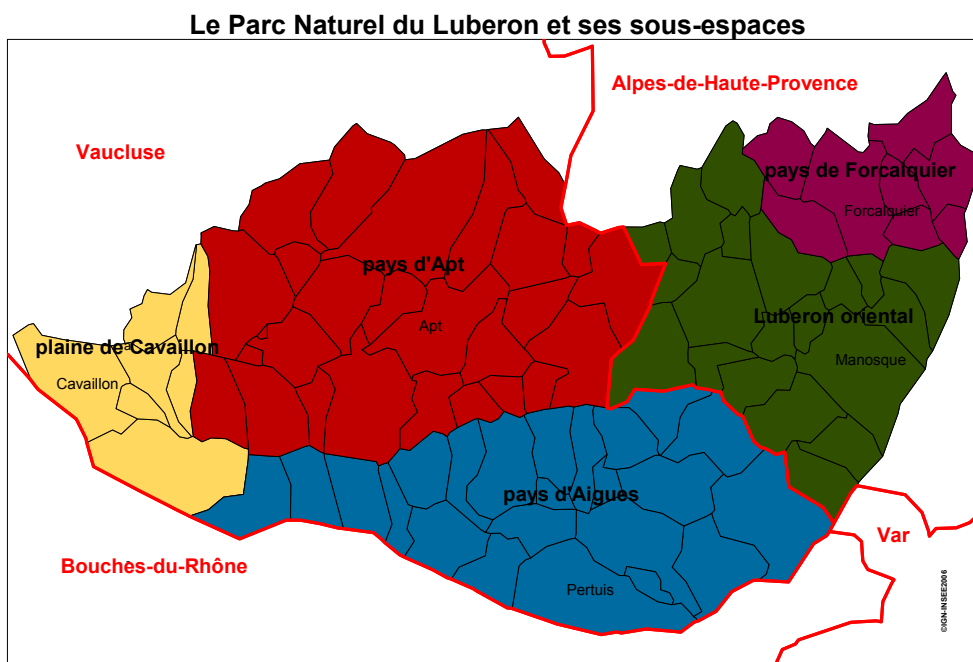 Le Parc Naturel du Luberon et ses sous-espaces
Alpes-de-Haute-Provence
Vaucluse
pays de Forcalquier
Forcalquier
pays d'Apt
Apt
Luberon oriental
Manosque
plaine de Cavaillon
Cavaillon
pays d'Aigues
Pertuis
Var
Bouches-du-Rhône
©IGN-INSEE2006